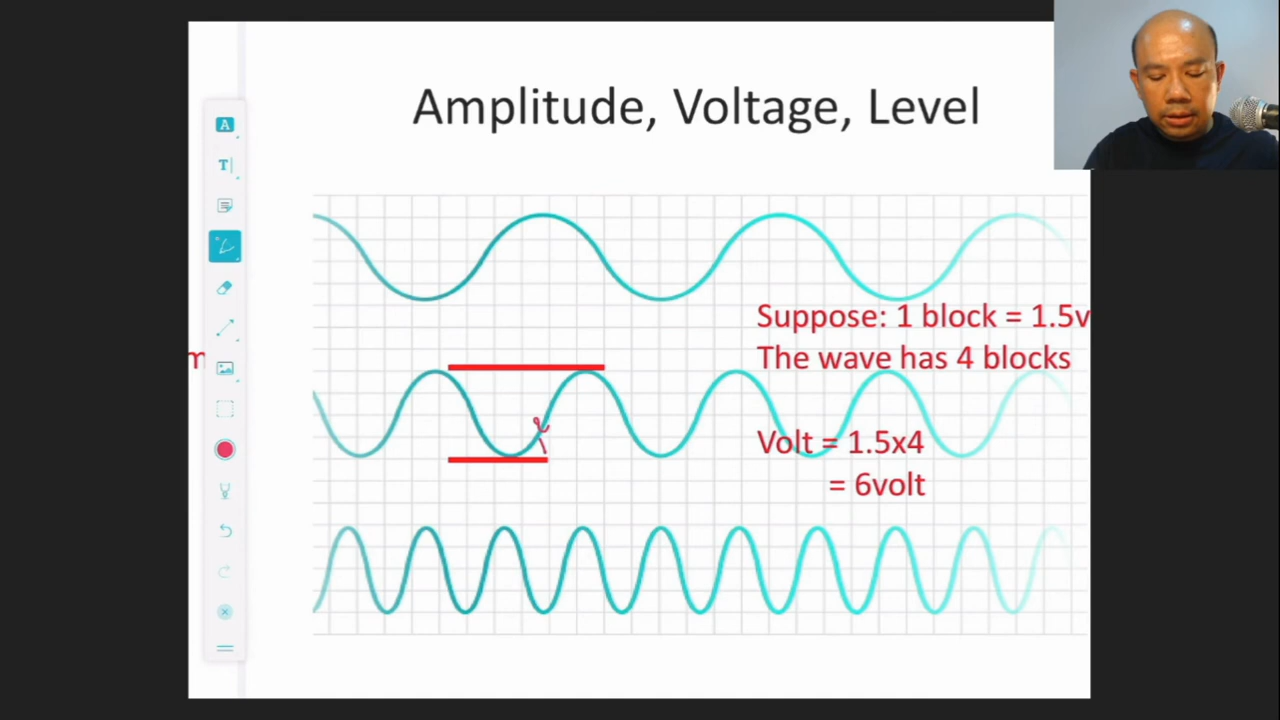 Amplitude, Voltage, Level
A
T
Suppose: 1 block = 1.5v
m
The wave has 4 blocks
Volt = 1.5x4
= 6volt